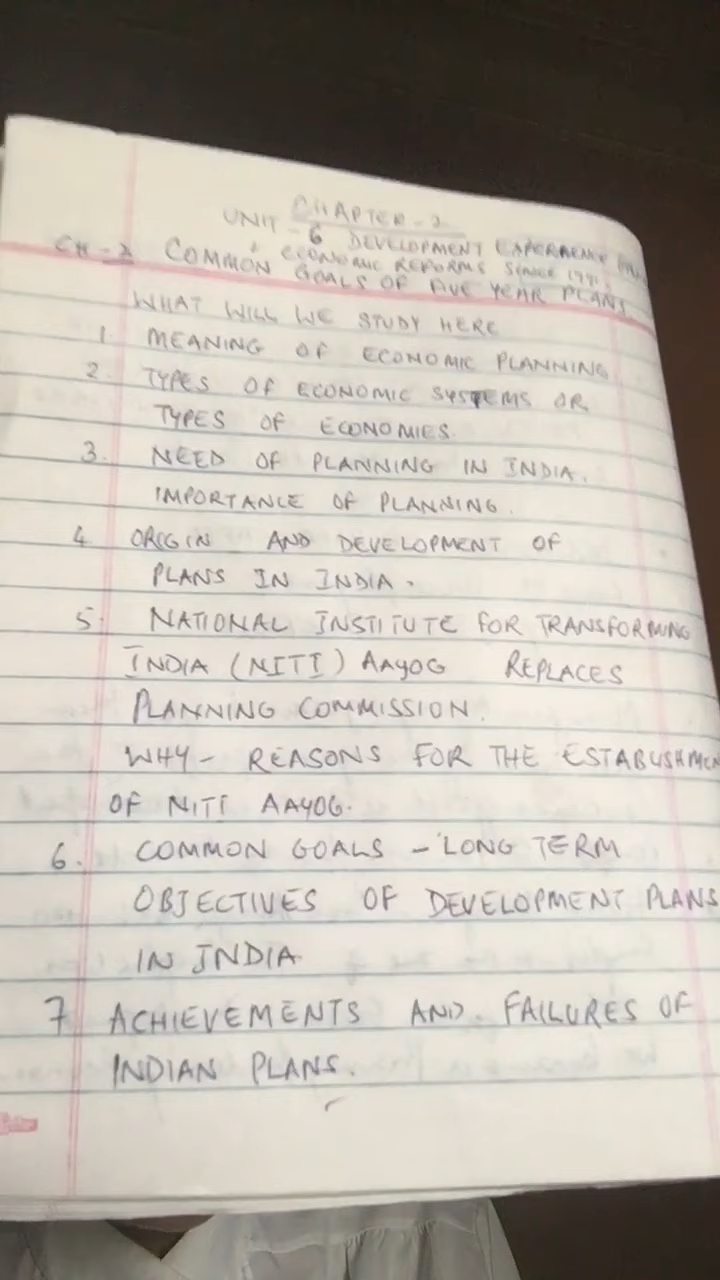 CHAPTER - 2
UNIT - 6 DEVELOPMENT EXPERIENCE
& ECONOMIC REFORMS SINCE 1991
CH-2 COMMON GOALS OF FIVE YEAR PLANS
WHAT WILL WE STUDY HERE
1 MEANING OF ECONOMIC PLANNING
2. TYPES OF ECONOMIC SYSTEMS OR
TYPES OF ECONOMIES.
3. NEED OF PLANNING IN INDIA.
IMPORTANCE OF PLANNING.
4 ORIGIN AND DEVELOPMENT OF
PLANS IN INDIA.
5. NATIONAL INSTITUTE FOR TRANSFORMING
INDIA (NITI) AAYOG REPLACES
PLANNING COMMISSION.
WHY - REASONS FOR THE ESTABLISHMEN
OF NITI AAYOG.
6. COMMON GOALS - LONG TERM
OBJECTIVES OF DEVELOPMENT PLANS
IN INDIA
7 ACHIEVEMENTS AND FAILURES OF
INDIAN PLANS.